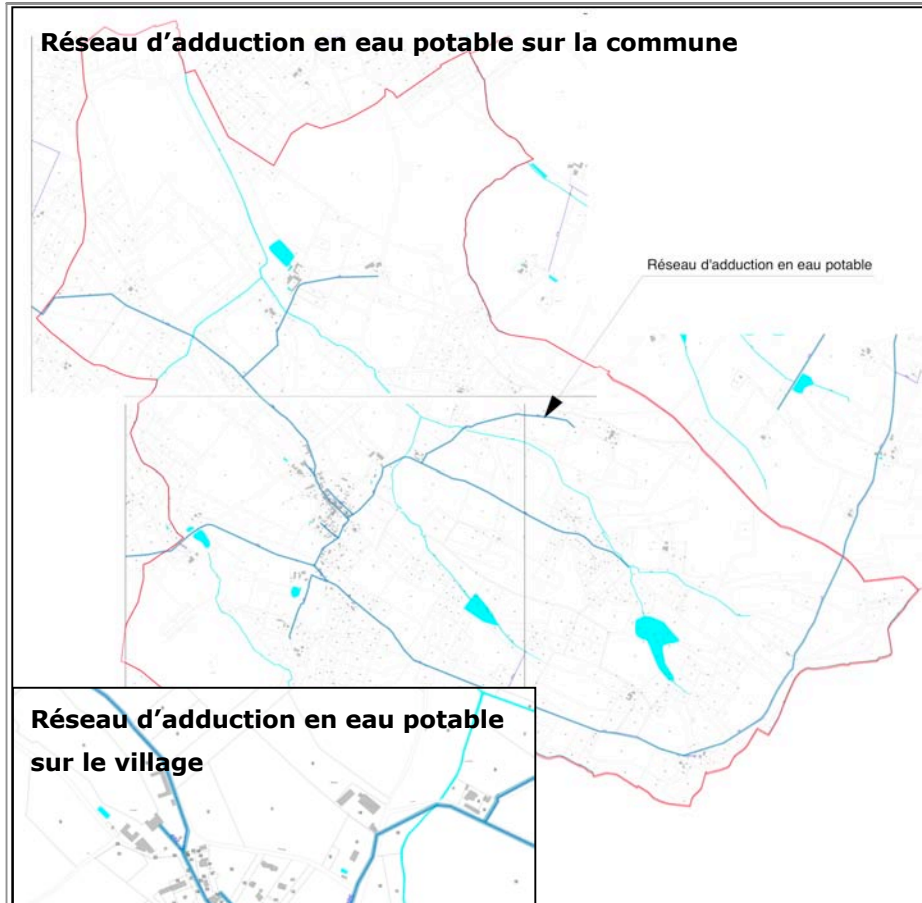 Réseau d’adduction en eau potable sur la commune
Réseau d'adduction en eau potable
Réseau d’adduction en eau potable
sur le village